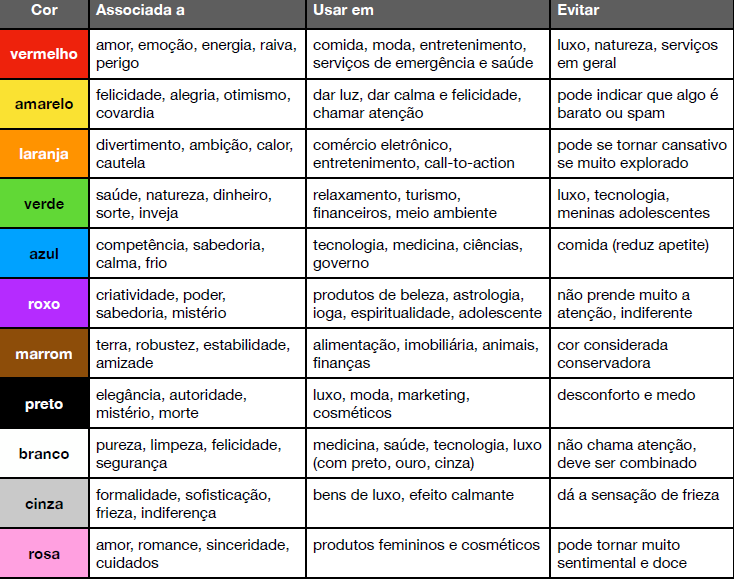 Cor Associada a Usar em Evitar
vermelho
amor, emoção, energia, raiva,
perigo
comida, moda, entretenimento,
serviços de emergência e saúde
luxo, natureza, serviços
em geral
amarelo
felicidade, alegria, otimismo,
covardia
dar luz, dar calma e felicidade,
chamar atenção
pode indicar que algo é
barato ou spam
laranja
divertimento, ambição, calor,
cautela
comércio eletrônico,
entretenimento, call-to-action
pode se tornar cansativo
se muito explorado
verde
saúde, natureza, dinheiro,
sorte, inveja
relaxamento, turismo,
financeiros, meio ambiente
luxo, tecnologia,
meninas adolescentes
azul
competência, sabedoria,
calma, frio
tecnologia, medicina, ciências,
governo
comida (reduz apetite)
roxo
criatividade, poder,
sabedoria, mistério
produtos de beleza, astrologia,
ioga, espiritualidade, adolescente
não prende muito a
atenção, indiferente
marrom
terra, robustez, estabilidade,
amizade
alimentação, imobiliária, animais,
finanças
cor considerada
conservadora
preto
elegância, autoridade,
mistério, morte
luxo, moda, marketing,
cosméticos
desconforto e medo
branco
pureza, limpeza, felicidade,
segurança
medicina, saúde, tecnologia, luxo
(com preto, ouro, cinza)
não chama atenção,
deve ser combinado
cinza
formalidade, sofisticação,
frieza, indiferença
bens de luxo, efeito calmante
dá a sensação de frieza
rosa
amor, romance, sinceridade,
cuidados
produtos femininos e cosméticos
pode tornar muito
sentimental e doce